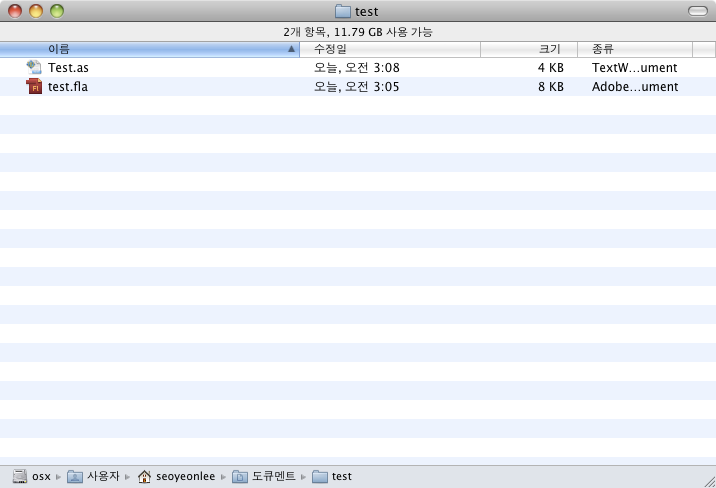 test
2개 항목, 11.79 GB 사용 가능
이름 수정일 크기 종류
Test.as 오늘, 오전 3:08 4 KB TextW...ument
test.fla 오늘, 오전 3:05 8 KB Adobe...ument
osx 사용자 seoyeonlee 도큐멘트 test